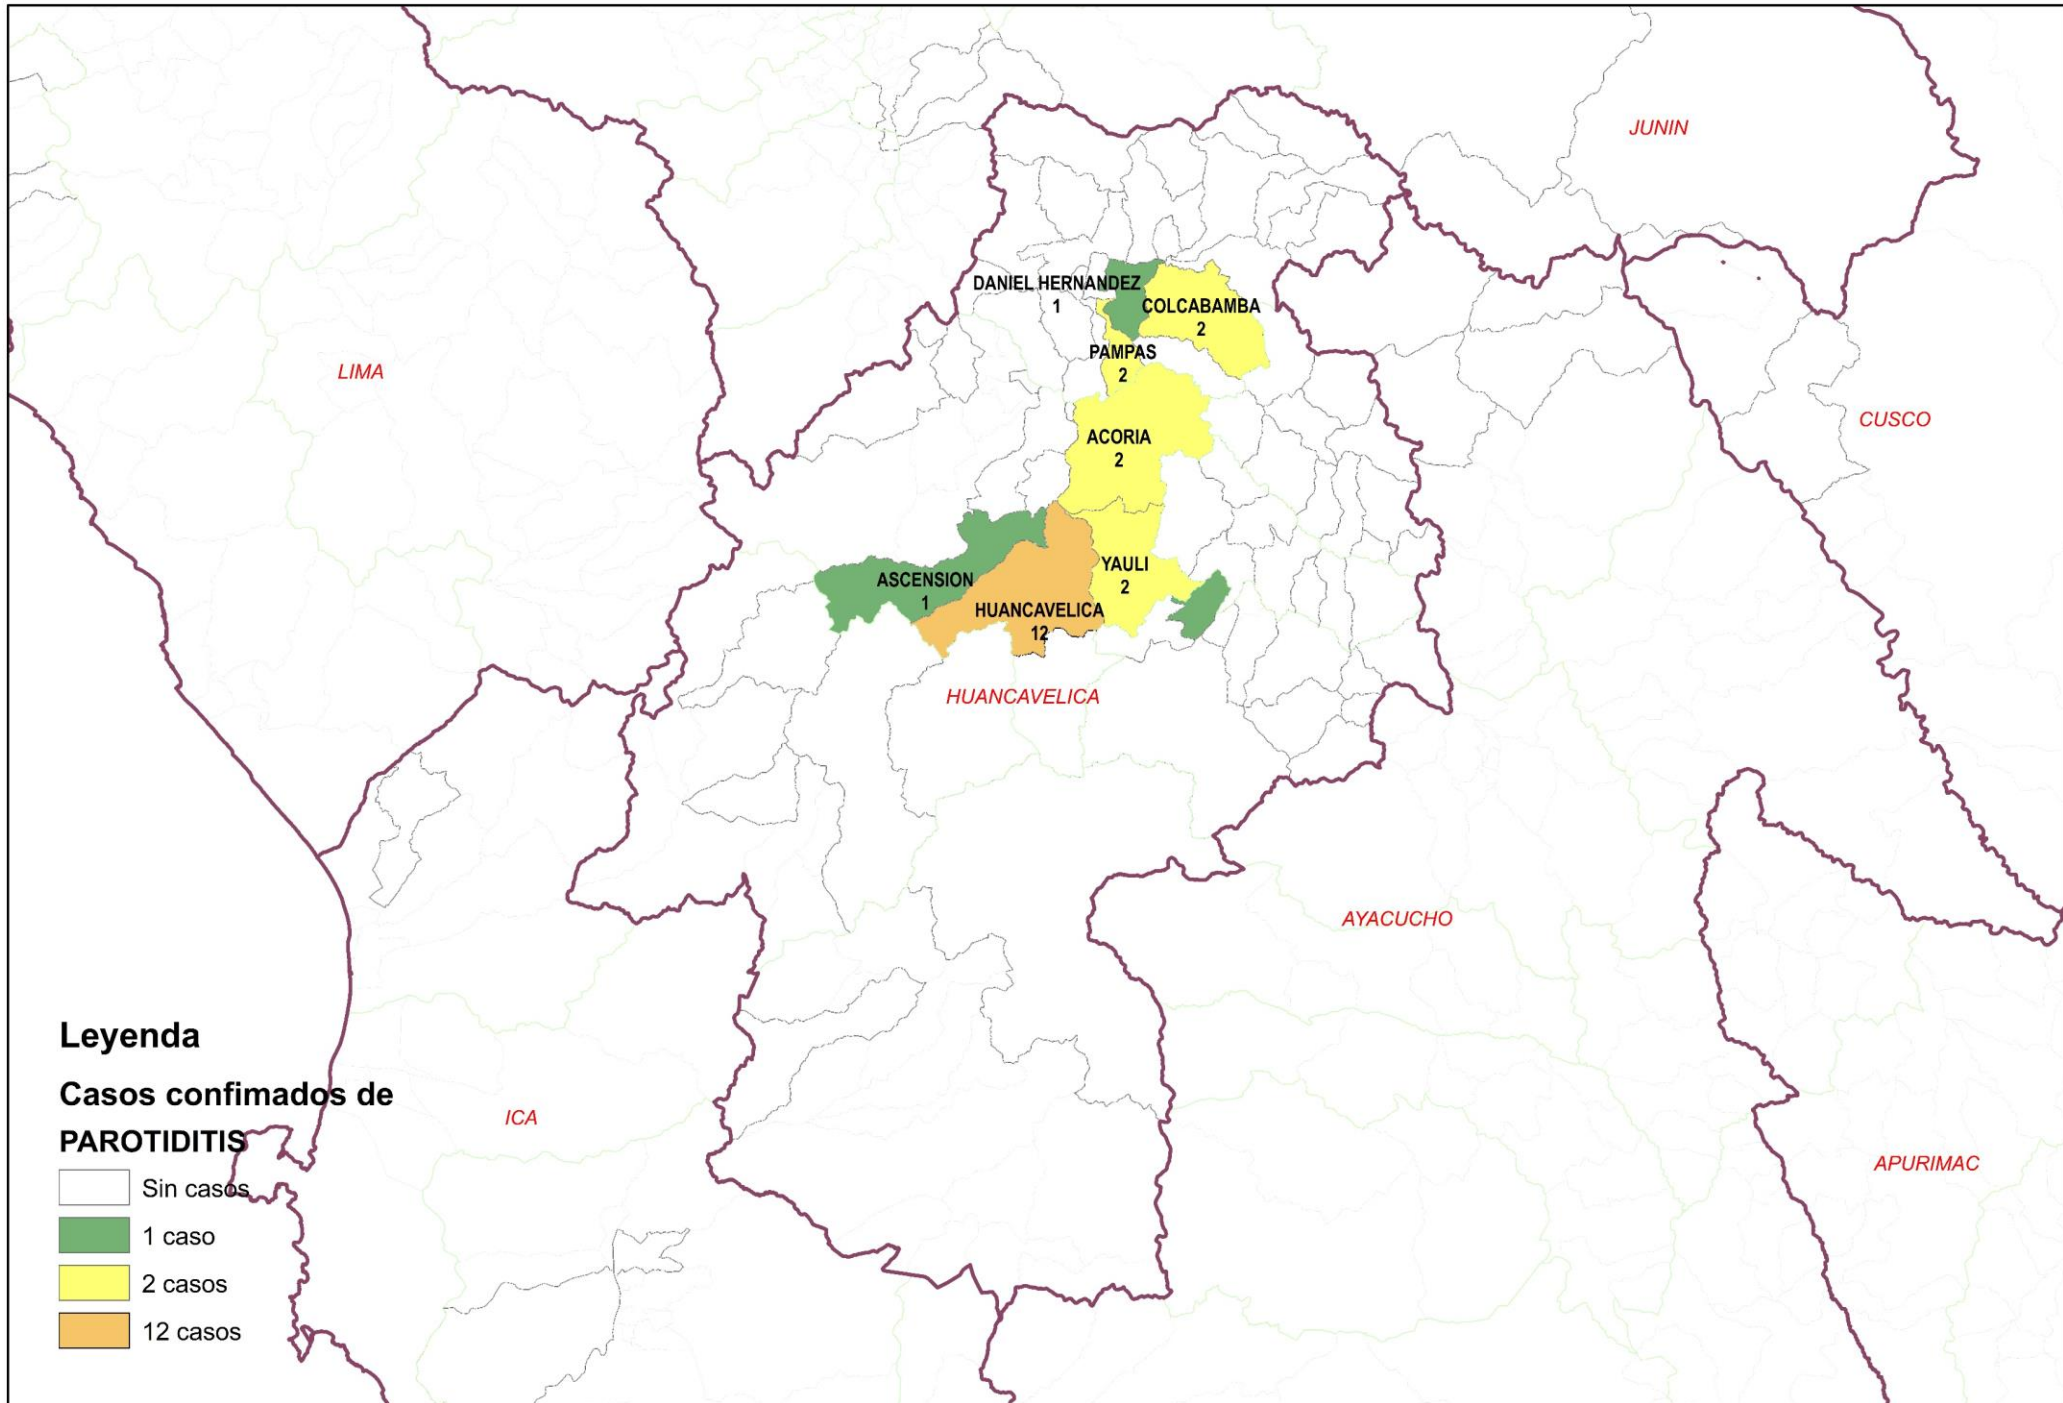 JUNIN
DANIEL HERNANDEZ
1
COLCABAMBA
2
PAMPAS
2
LIMA
CUSCO
ACORIA
2
YAULI
2
ASCENSION
1
HUANCAVELICA
12
HUANCAVELICA
AYACUCHO
Leyenda
Casos confimados de
PAROTIDITIS
Sin casos
1 caso
2 casos
12 casos
ICA
APURIMAC